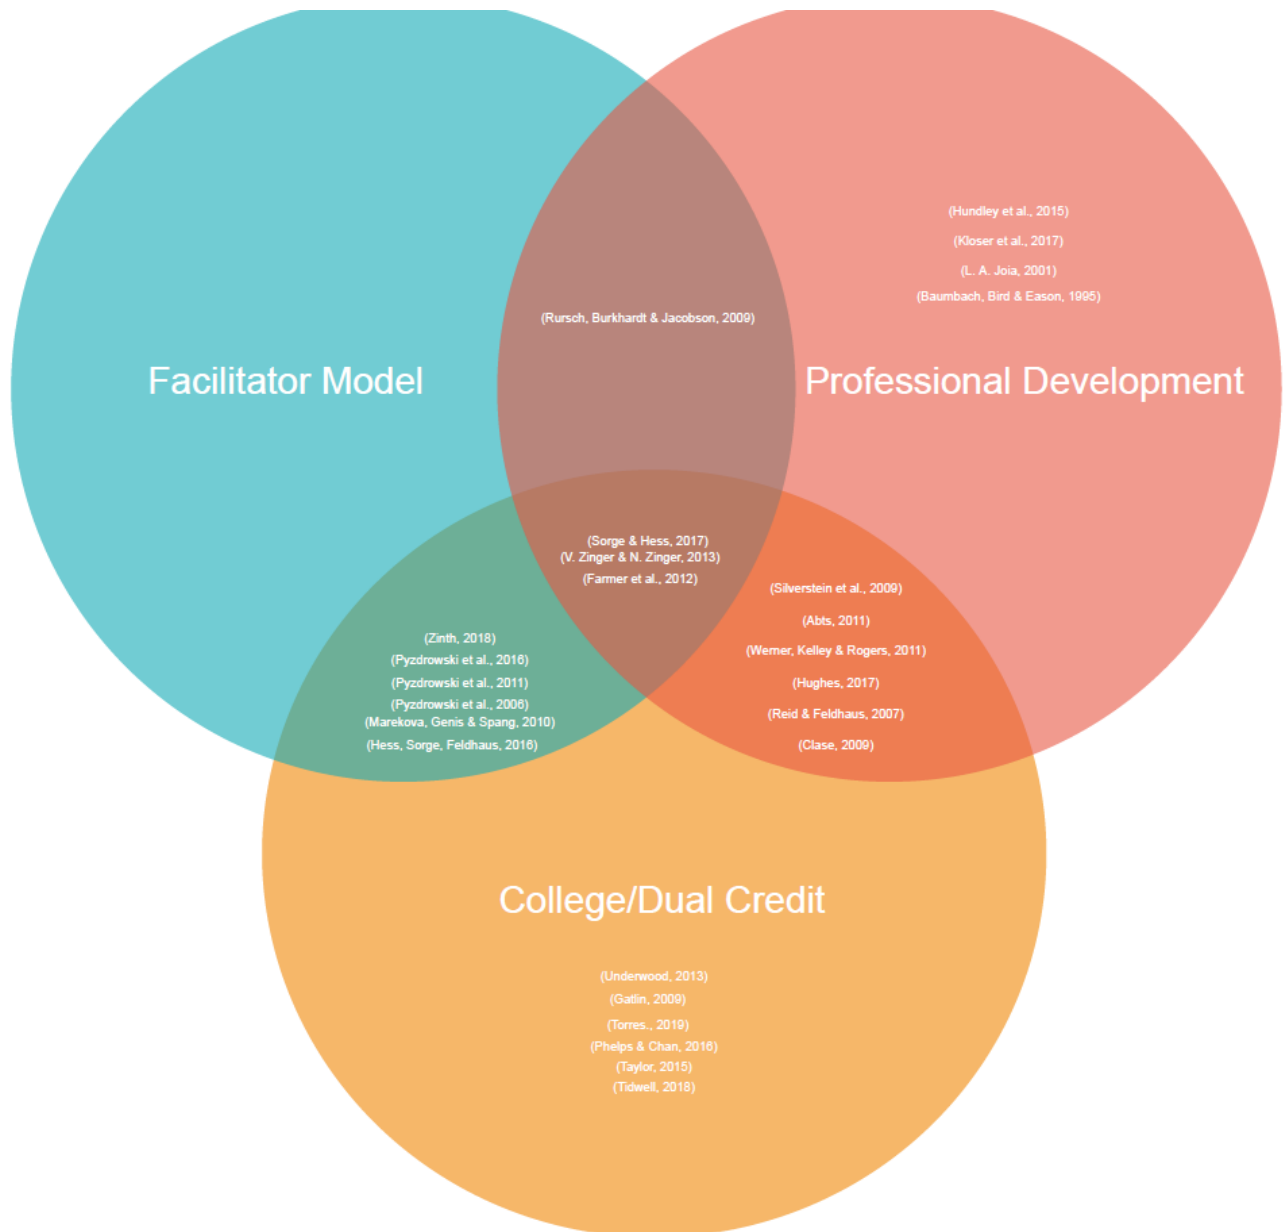 (Hundley et al., 2015)
(Kloser et al., 2017)
(L. A. Joia, 2001)
(Baumbach, Bird & Eason, 1995)
(Rursch, Burkhardt & Jacobson, 2009)
Facilitator Model
Professional Development
(Sorge & Hess, 2017)
(V. Zinger & N. Zinger, 2013)
(Farmer et al., 2012)
(Silverstein et al., 2009)
(Abts, 2011)
(Werner, Kelley & Rogers, 2011)
(Hughes, 2017)
(Reid & Feldhaus, 2007)
(Clase, 2009)
(Zinth, 2018)
(Pyzdrowski et al., 2016)
(Pyzdrowski et al., 2011)
(Pyzdrowski et al., 2006)
(Marekova, Genis & Spang, 2010)
(Hess, Sorge, Feldhaus, 2016)
College/Dual Credit
(Underwood, 2013)
(Gatlin, 2009)
(Torres., 2019)
(Phelps & Chan, 2016)
(Taylor, 2015)
(Tidwell, 2018)